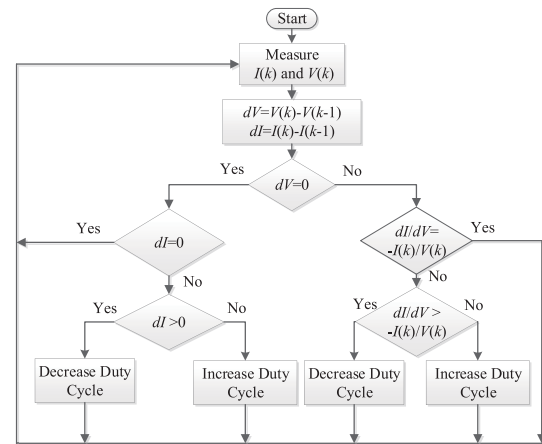 Start
Measure
I(k) and V(k)
dV=V(k)-V(k-1)
dI=I(k)-I(k-1)
Yes
dV=0
No
Yes
dI=0
dI/dV=
-I(k)/V(k)
Yes
No
No
Yes
dI >0
No
Yes
dI/dV >
-I(k)/V(k)
No
Decrease Duty
Cycle
Increase Duty
Cycle
Decrease Duty
Cycle
Increase Duty
Cycle